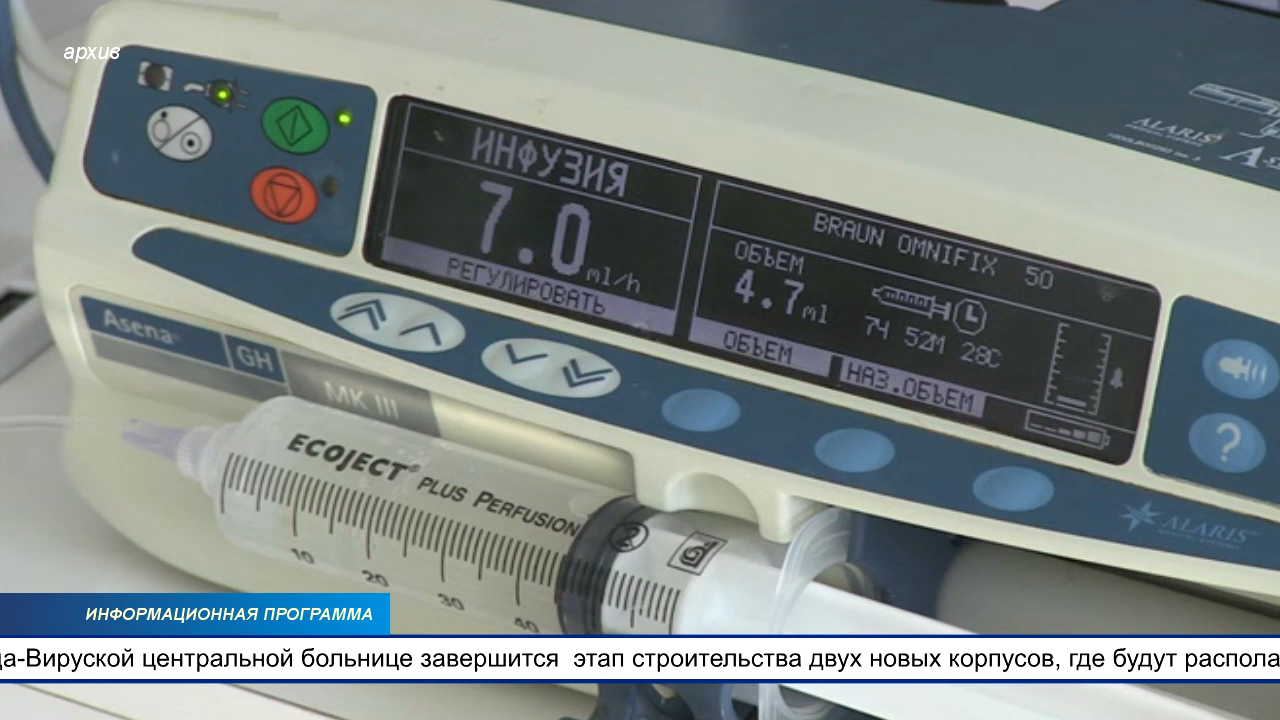 архив
ИНФУЗИЯ
7.0 ml/h
РЕГУЛИРОВАТЬ
BRAUN OMNIFIX 50
ОБЪЕМ
4.7ml
7Ч 52М 28С
ОБЪЕМ
НАЗ.ОБЪЕМ
ALARIS
Asena
GH
MK III
ECOJECT® PLUS PERFUSION
10
20
30
40
2
?
ALARIS
ИНФОРМАЦИОННАЯ ПРОГРАММА
да-Вируской центральной больнице завершится этап строительства двух новых корпусов, где будут распола